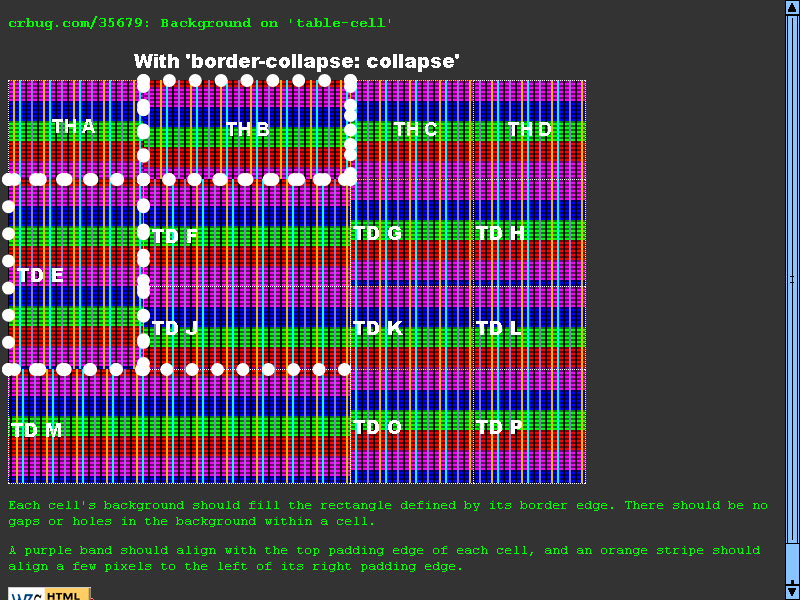 crbug.com/35679: Background on 'table-cell'
With 'border-collapse: collapse'
TH A TH B TH C TH D
TD E TD F TD G TD H
TD J TD K TD L
TD M TD O TD P
Each cell's background should fill the rectangle defined by its border edge. There should be no
gaps or holes in the background within a cell.
A purple band should align with the top padding edge of each cell, and an orange stripe should
align a few pixels to the left of its right padding edge.
W3C HTML